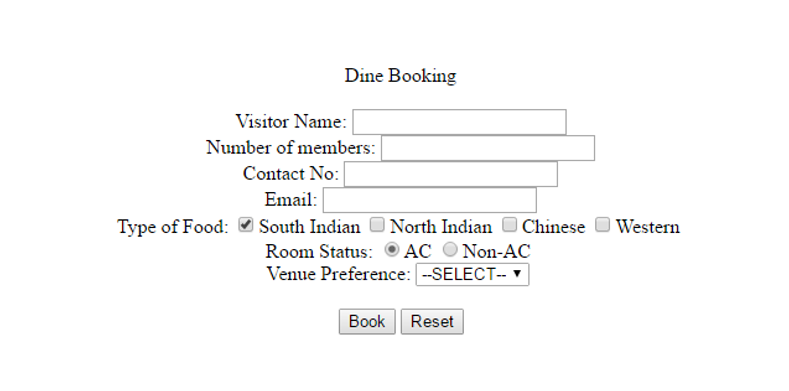 Dine Booking
Visitor Name:
Number of members:
Contact No:
Email:
Type of Food: South Indian North Indian Chinese Western
Room Status: AC Non-AC
Venue Preference: --SELECT--
Book Reset